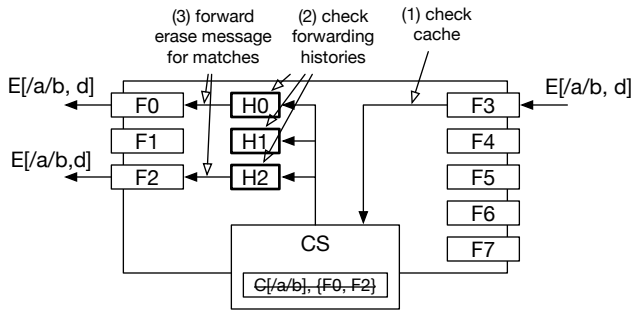 (3) forward
erase message
for matches
(2) check
forwarding
histories
(1) check
cache
E[/a/b, d]
E[/a/b, d]
F0
H0
F3
F1
H1
F4
E[/a/b,d]
F2
H2
F5
F6
CS
F7
C[/a/b], {F0, F2}